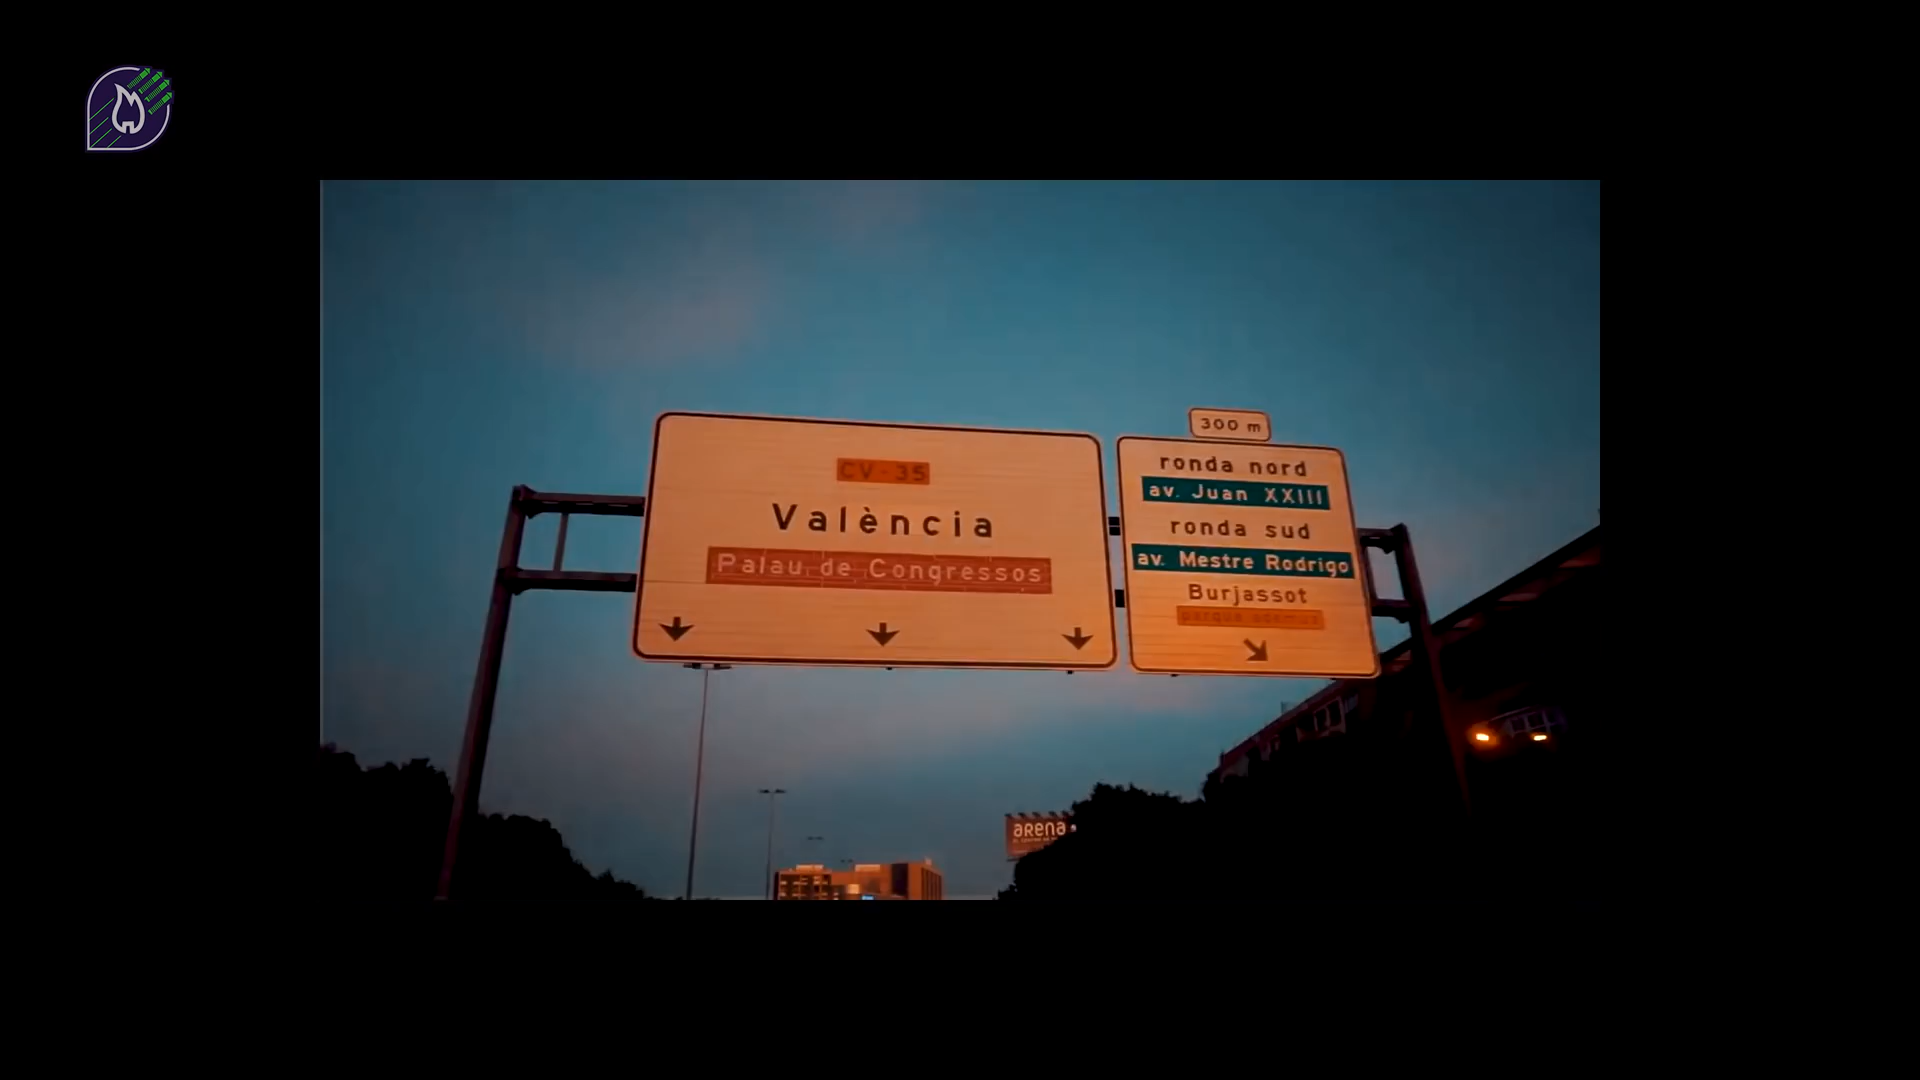 300 m
CV-35
València
Palau de Congressos
ronda nord
av. Juan XXIII
ronda sud
av. Mestre Rodrigo
Burjassot
arena